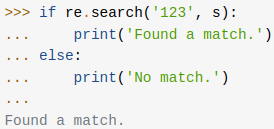 >>> if re.search('123', s):
...     print('Found a match.')
... else:
...     print('No match.')
...
Found a match.